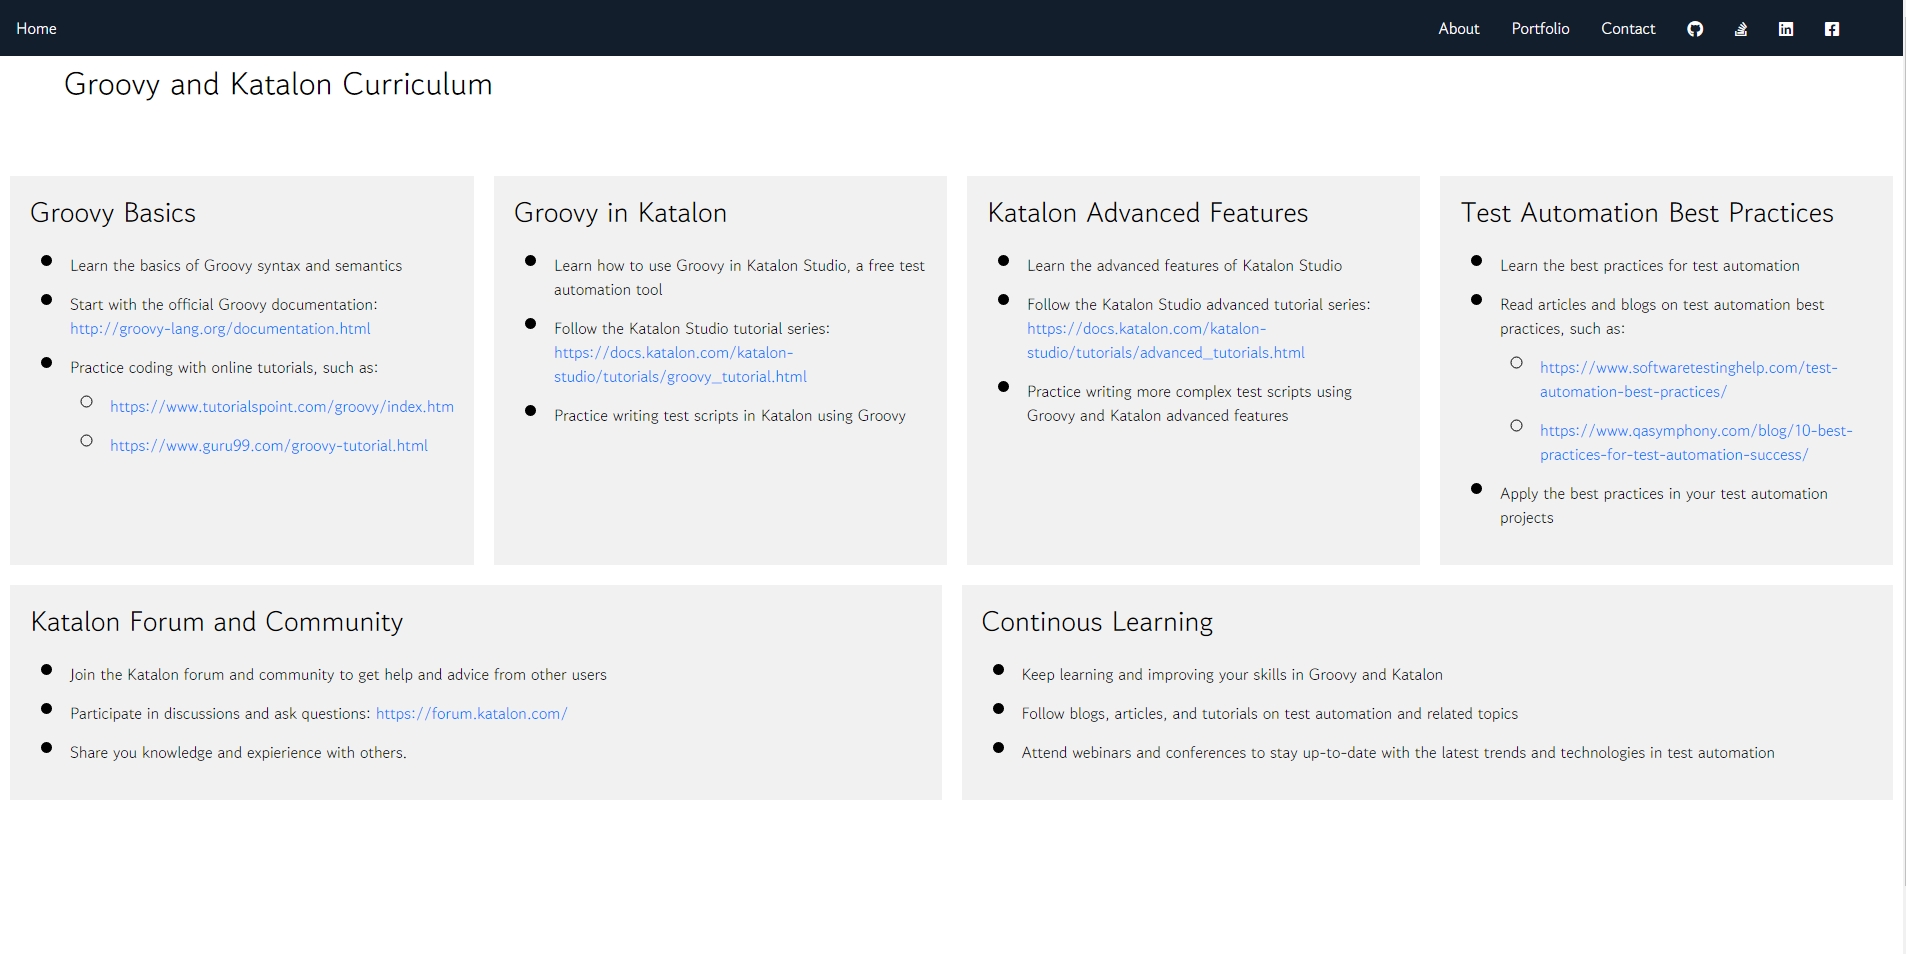 Home
About
Portfolio
Contact
Groovy and Katalon Curriculum
Groovy Basics
Learn the basics of Groovy syntax and semantics
Start with the official Groovy documentation:
http://groovy-lang.org/documentation.html
Practice coding with online tutorials, such as:
https://www.tutorialspoint.com/groovy/index.htm
https://www.guru99.com/groovy-tutorial.html
Groovy in Katalon
Learn how to use Groovy in Katalon Studio, a free test
automation tool
Follow the Katalon Studio tutorial series:
https://docs.katalon.com/katalon-
studio/tutorials/groovy_tutorial.html
Practice writing test scripts in Katalon using Groovy
Katalon Advanced Features
Learn the advanced features of Katalon Studio
Follow the Katalon Studio advanced tutorial series:
https://docs.katalon.com/katalon-
studio/tutorials/advanced_tutorials.html
Practice writing more complex test scripts using
Groovy and Katalon advanced features
Test Automation Best Practices
Learn the best practices for test automation
Read articles and blogs on test automation best
practices, such as:
https://www.softwaretestinghelp.com/test-
automation-best-practices/
https://www.qasymphony.com/blog/10-best-
practices-for-test-automation-success/
Apply the best practices in your test automation
projects
Katalon Forum and Community
Join the Katalon forum and community to get help and advice from other users
Participate in discussions and ask questions: https://forum.katalon.com/
Share you knowledge and expierience with others.
Continous Learning
Keep learning and improving your skills in Groovy and Katalon
Follow blogs, articles, and tutorials on test automation and related topics
Attend webinars and conferences to stay up-to-date with the latest trends and technologies in test automation